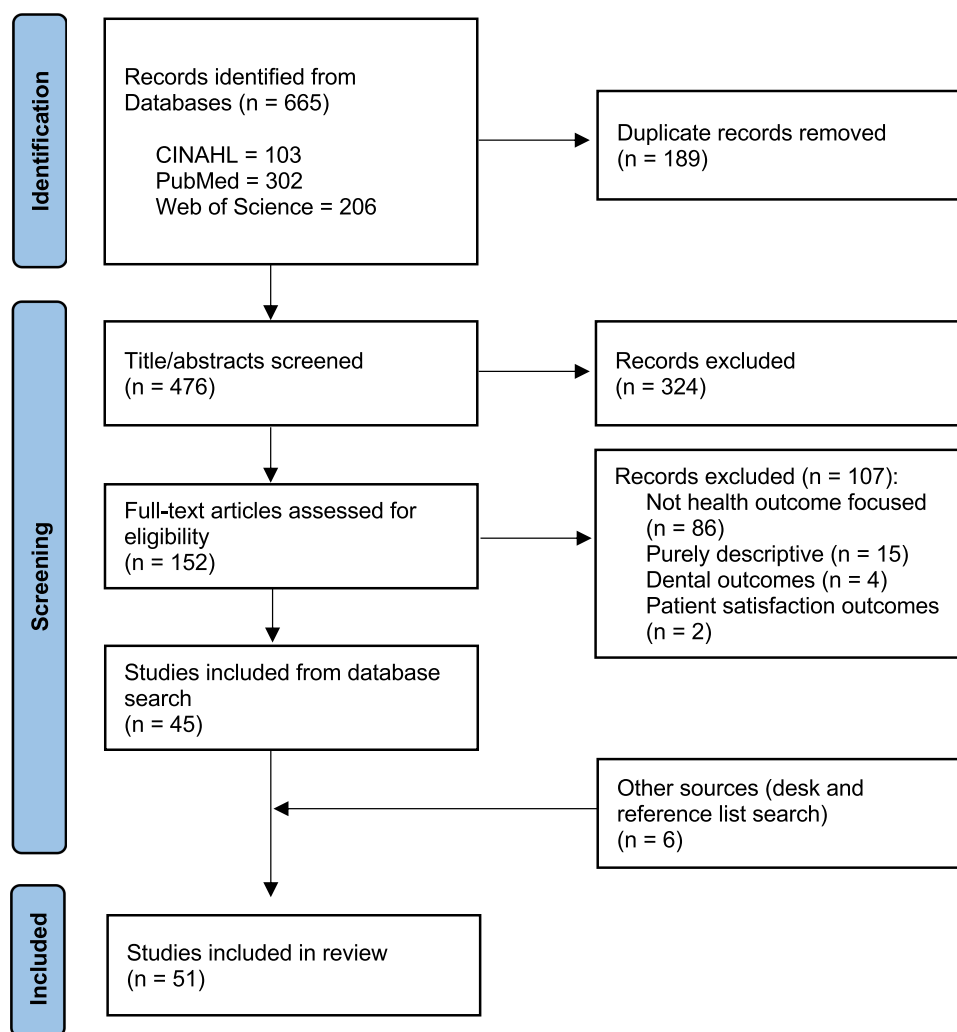 Identification
Records identified from
Databases (n = 665)
CINAHL = 103
PubMed = 302
Web of Science = 206
Duplicate records removed
(n = 189)
Screening
Title/abstracts screened
(n = 476)
Records excluded
(n = 324)
Full-text articles assessed for
eligibility
(n = 152)
Records excluded (n = 107):
Not health outcome focused
(n = 86)
Purely descriptive (n = 15)
Dental outcomes (n = 4)
Patient satisfaction outcomes
(n = 2)
Studies included from database
search
(n = 45)
Other sources (desk and
reference list search)
(n = 6)
Included
Studies included in review
(n = 51)